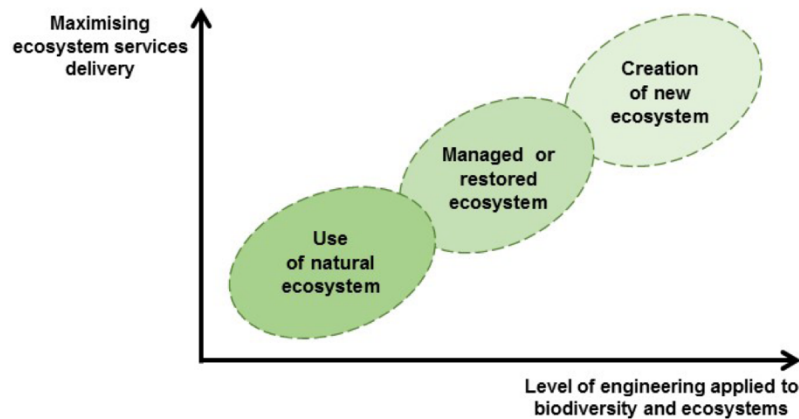 Maximising
ecosystem services
delivery
Creation
of new
ecosystem
Managed or
restored
ecosystem
Use
of natural
ecosystem
Level of engineering applied to
biodiversity and ecosystems